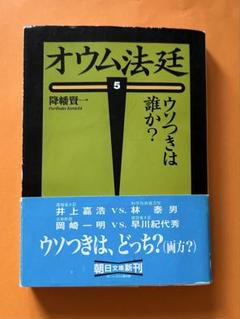 オウム法廷
5
降幡賢一
Furihata Kenichi
ウソつきは
誰か？
井上嘉浩 vs. 林 泰男
岡崎一明 vs. 早川紀代秀
ウソつきは、どっち？(両方？)
朝日文庫新刊